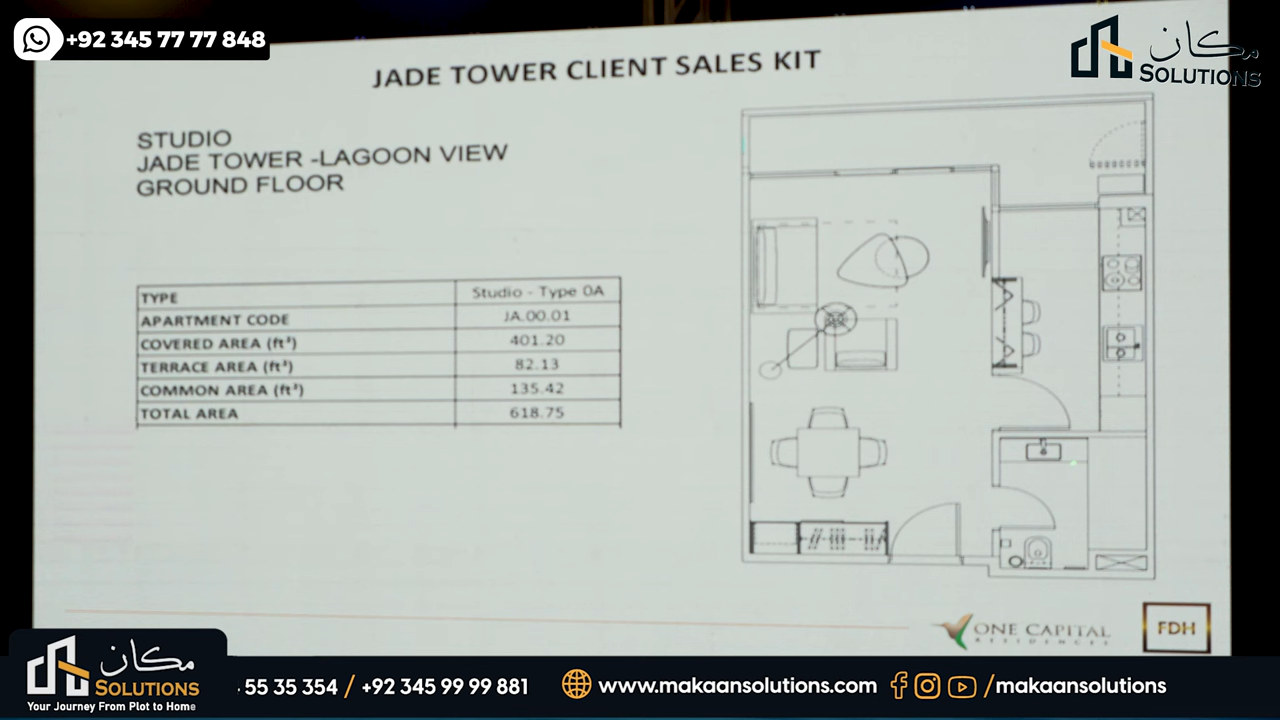 +92 345 77 77 848
مكان
SOLUTIONS
JADE TOWER CLIENT SALES KIT
STUDIO
JADE TOWER -LAGOON VIEW
GROUND FLOOR
TYPE Studio - Type 0A
APARTMENT CODE JA.00.01
COVERED AREA (ft²) 401.20
TERRACE AREA (ft²) 82.13
COMMON AREA (ft²) 135.42
TOTAL AREA 618.75
ONE CAPITAL
RESIDENCES
FDH
مكان
SOLUTIONS
Your Journey From Plot to Home
55 35 354 / +92 345 99 99 881
www.makaansolutions.com
/makaansolutions